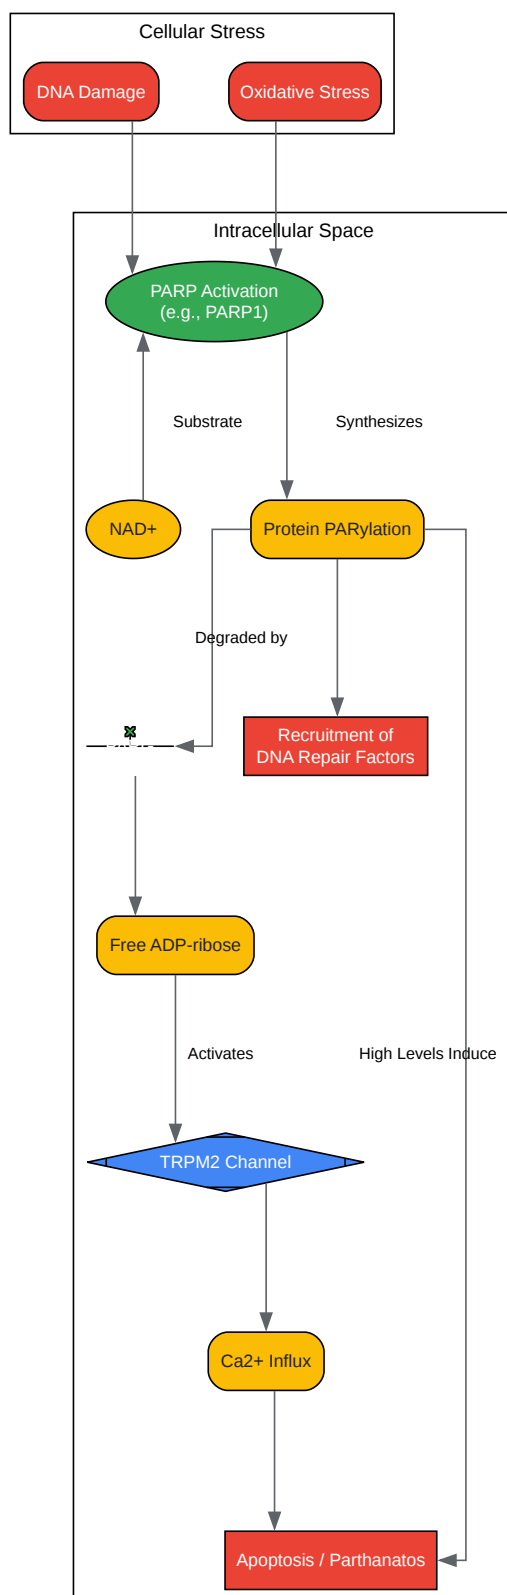 Cellular Stress
DNA Damage
Oxidative Stress
Intracellular Space
PARP Activation
(e.g., PARP1)
Substrate
Synthesizes
NAD+
Protein PARylation
Degraded by
Recruitment of
DNA Repair Factors
Free ADP-ribose
Activates
High Levels Induce
TRPM2 Channel
Ca2+ Influx
Apoptosis / Parthanatos